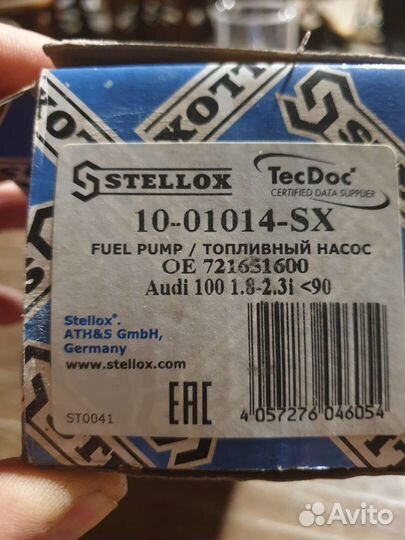 STELLOX
TecDoc
CERTIFIED DATA SUPPLIER
10-01014-SX
FUEL PUMP / ТОПЛИВНЫЙ НАСОС
OE 721651600
Audi 100 1.8-2.3i <90
Stellox®.
ATH&S GmbH,
Germany
www.stellox.com
ST0041
EAC
4 057276 046054
Avito